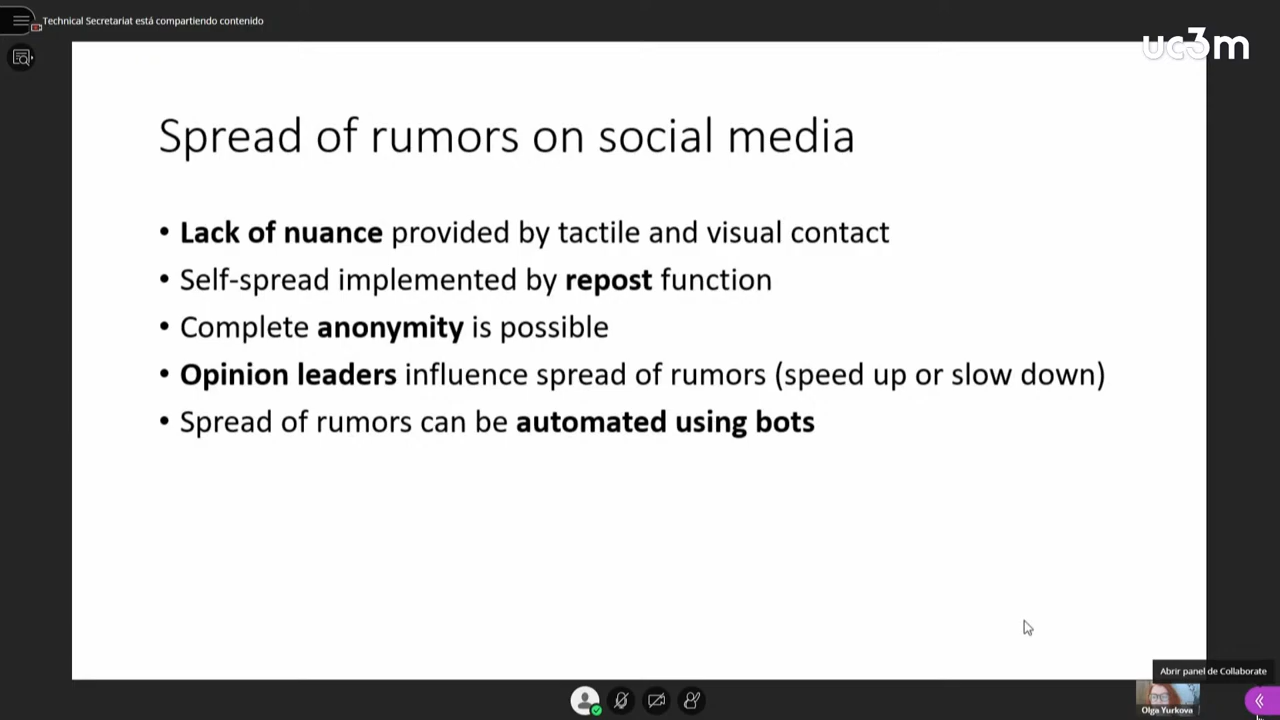 Technical Secretariat está compartiendo contenido
uc3m
Spread of rumors on social media
• Lack of nuance provided by tactile and visual contact
• Self-spread implemented by repost function
• Complete anonymity is possible
• Opinion leaders influence spread of rumors (speed up or slow down)
• Spread of rumors can be automated using bots
Abrir panel de Collaborate
Olga Yurkova